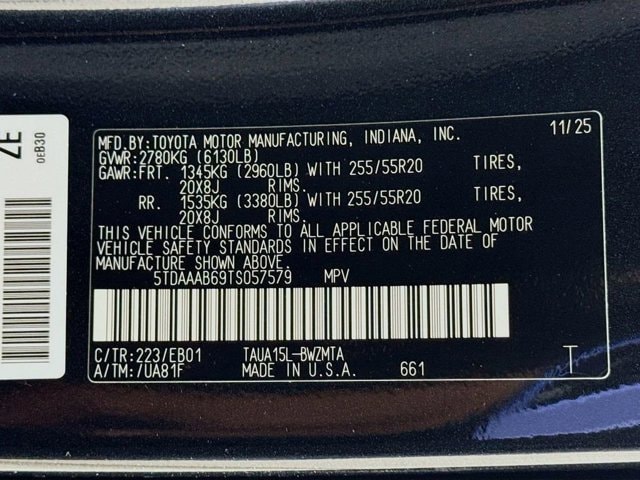 ZE
0EB30
MFD.BY:TOYOTA MOTOR MANUFACTURING, INDIANA, INC. 11/25
GVWR:2780KG (6130LB)
GAWR:FRT. 1345KG (2960LB) WITH 255/55R20 TIRES,
20X8J RIMS.
RR. 1535KG (3380LB) WITH 255/55R20 TIRES,
20X8J RIMS.
THIS VEHICLE CONFORMS TO ALL APPLICABLE FEDERAL MOTOR
VEHICLE SAFETY STANDARDS IN EFFECT ON THE DATE OF
MANUFACTURE SHOWN ABOVE.
5TDAAAB69TS057579 MPV
C/TR:223/EB01 TAUA15L-BWZMTA T
A/TM:7UA81F MADE IN U.S.A. 661